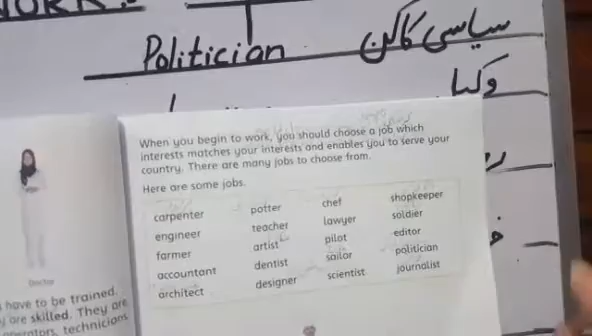 Politician سیاسی
When you begin to work, you should choose a job which
interests matches your interests and enables you to serve your
country. There are many jobs to choose from.
Here are some jobs.
carpenter potter chef shopkeeper
engineer teacher lawyer soldier
farmer artist pilot editor
accountant dentist sailor politician
architect designer scientist journalist
Doctor
have to be trained.
are skilled. They are
technicians